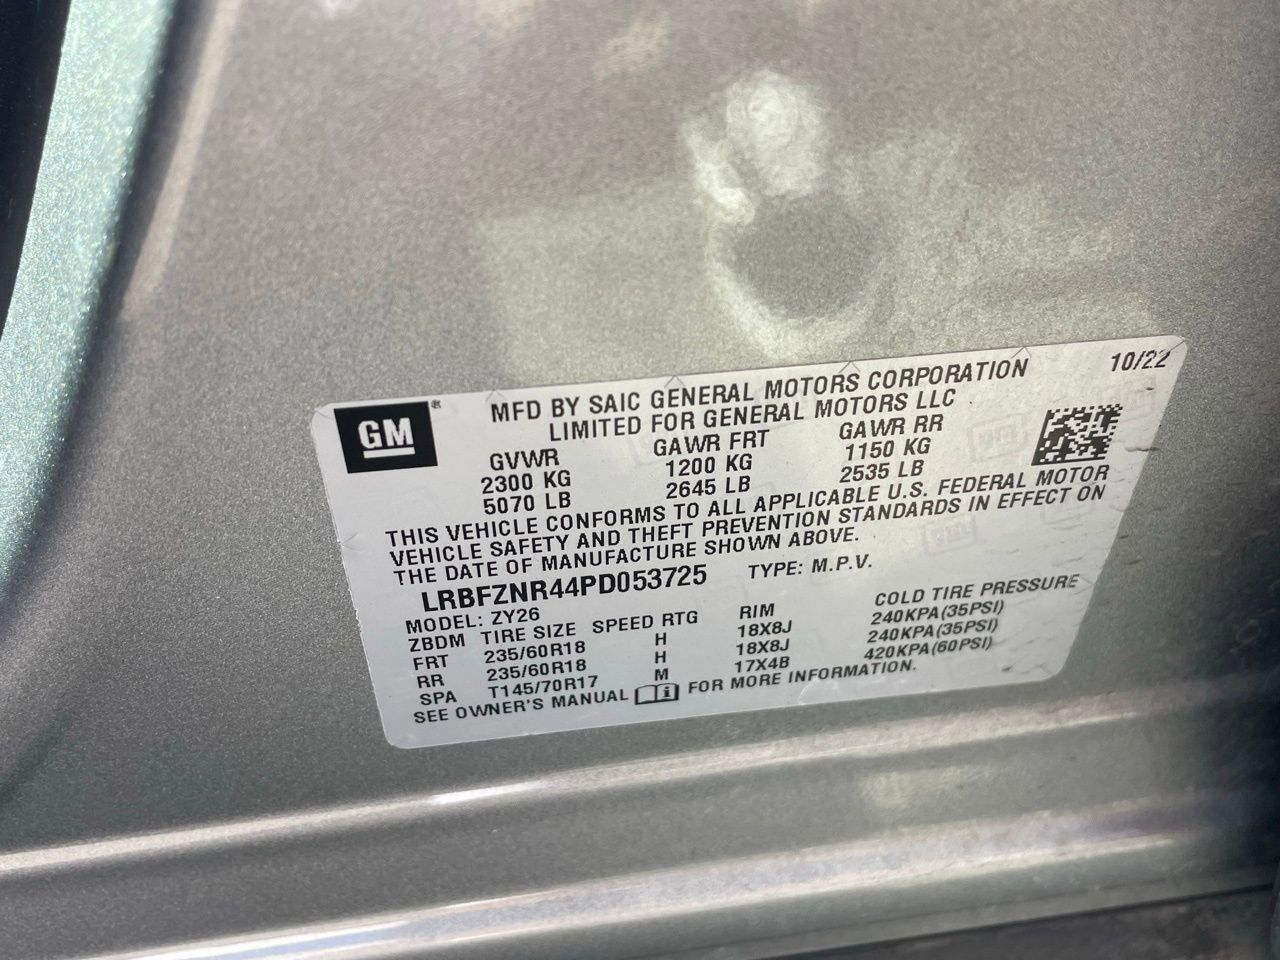 GM ®
MFD BY SAIC GENERAL MOTORS CORPORATION
LIMITED FOR GENERAL MOTORS LLC
10/22
GVWR GAWR FRT GAWR RR
2300 KG 1200 KG 1150 KG
5070 LB 2645 LB 2535 LB
THIS VEHICLE CONFORMS TO ALL APPLICABLE U.S. FEDERAL MOTOR
VEHICLE SAFETY AND THEFT PREVENTION STANDARDS IN EFFECT ON
THE DATE OF MANUFACTURE SHOWN ABOVE.
LRBFZNR44PD053725 TYPE: M.P.V.
MODEL: ZY26
ZBDM TIRE SIZE SPEED RTG RIM COLD TIRE PRESSURE
FRT 235/60R18 H 18X8J 240KPA(35PSI)
RR 235/60R18 H 18X8J 240KPA(35PSI)
SPA T145/70R17 M 17X4B 420KPA(60PSI)
SEE OWNER'S MANUAL i FOR MORE INFORMATION.